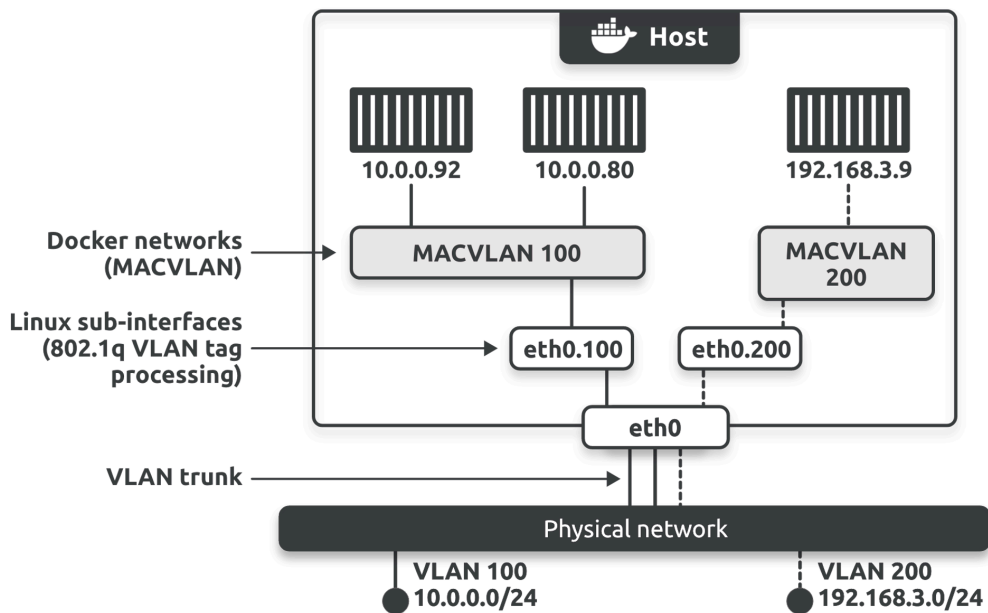 Host
10.0.0.92
10.0.0.80
192.168.3.9
Docker networks
(MACVLAN)
MACVLAN 100
MACVLAN
200
Linux sub-interfaces
(802.1q VLAN tag
processing)
eth0.100
eth0.200
eth0
VLAN trunk
Physical network
VLAN 100
10.0.0.0/24
VLAN 200
192.168.3.0/24